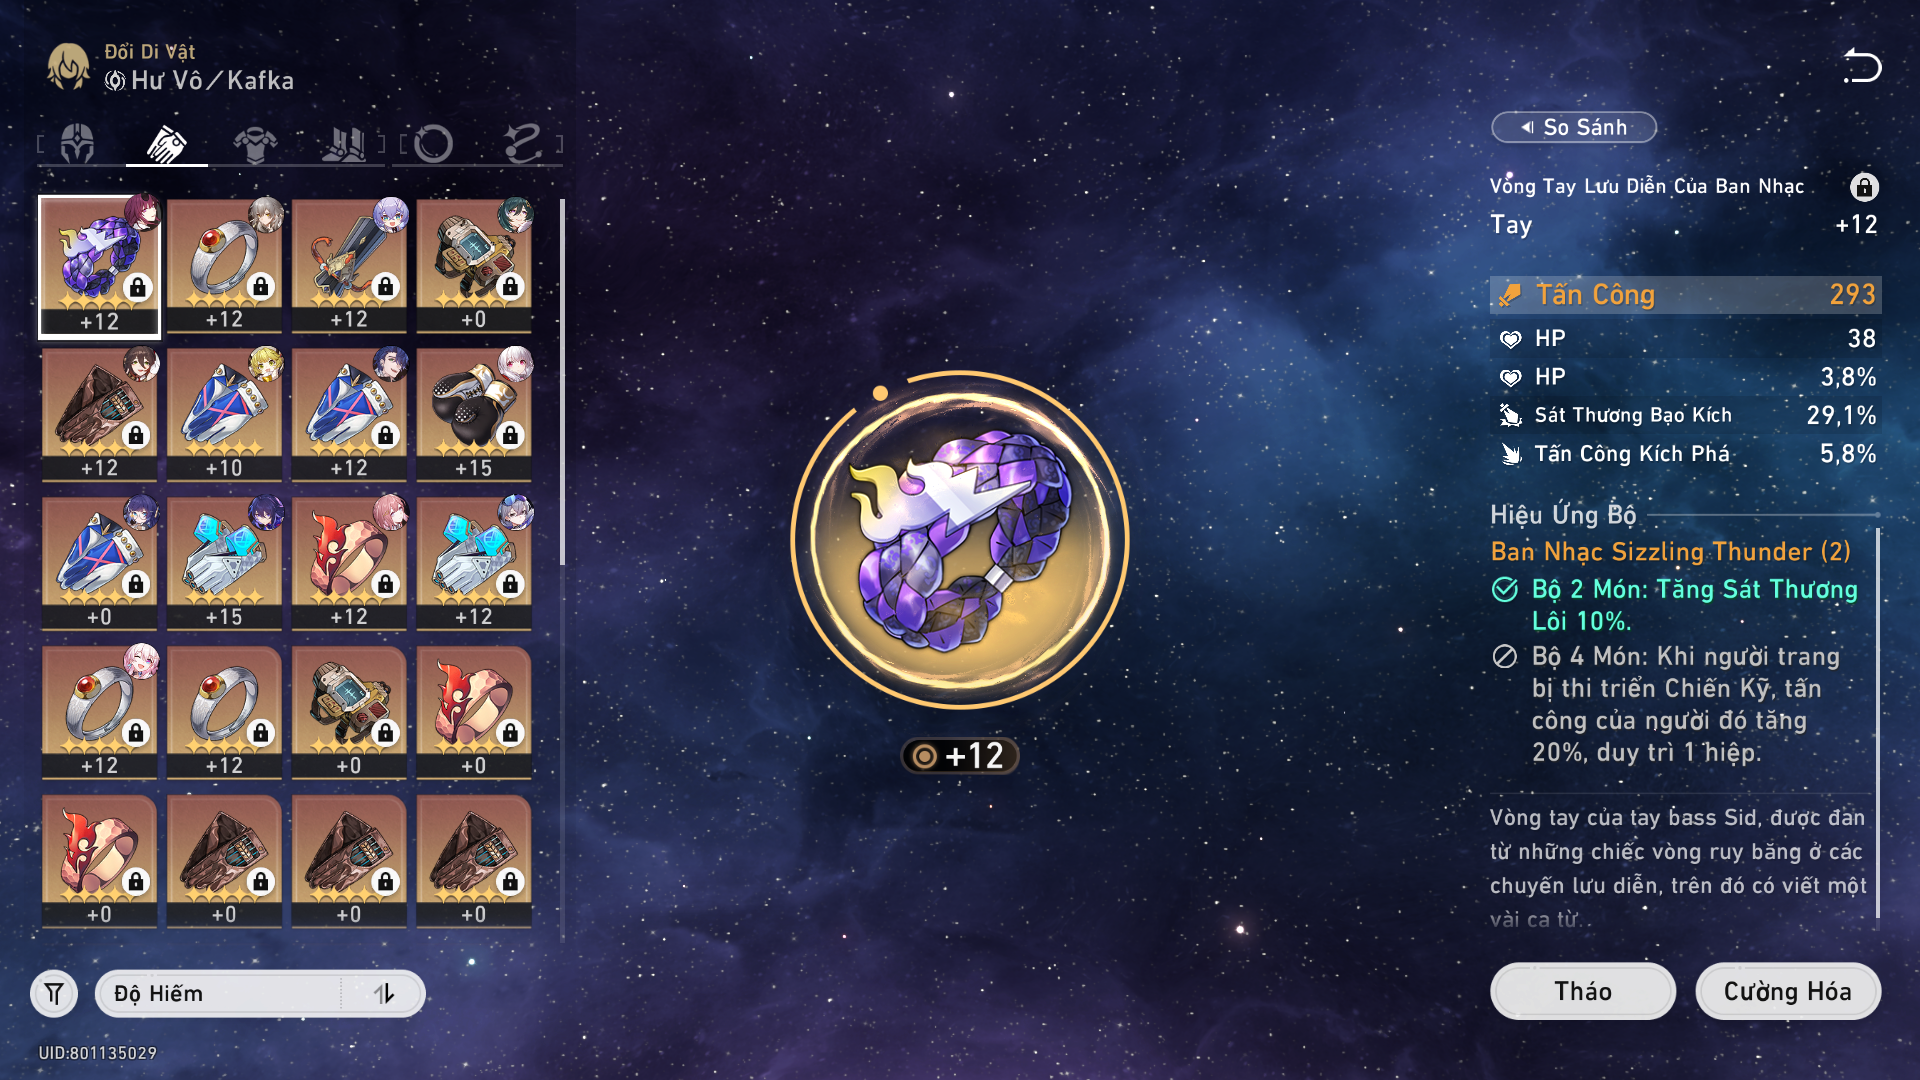 Đổi Di Vật
Hư Vô／Kafka
+12
+12
+12
+0
+12
+10
+12
+15
+0
+15
+12
+12
+12
+12
+0
+0
+0
+0
+0
+0
Độ Hiếm
UID:801135029
+12
So Sánh
Vòng Tay Lưu Diễn Của Ban Nhạc
Tay +12
Tấn Công 293
HP 38
HP 3,8%
Sát Thương Bạo Kích 29,1%
Tấn Công Kích Phá 5,8%
Hiệu Ứng Bộ
Ban Nhạc Sizzling Thunder (2)
Bộ 2 Món: Tăng Sát Thương
Lôi 10%.
Bộ 4 Món: Khi người trang
bị thi triển Chiến Kỹ, tấn
công của người đó tăng
20%, duy trì 1 hiệp.
Vòng tay của tay bass Sid, được đan
từ những chiếc vòng ruy băng ở các
chuyến lưu diễn, trên đó có viết một
vài ca từ.
Tháo
Cường Hóa